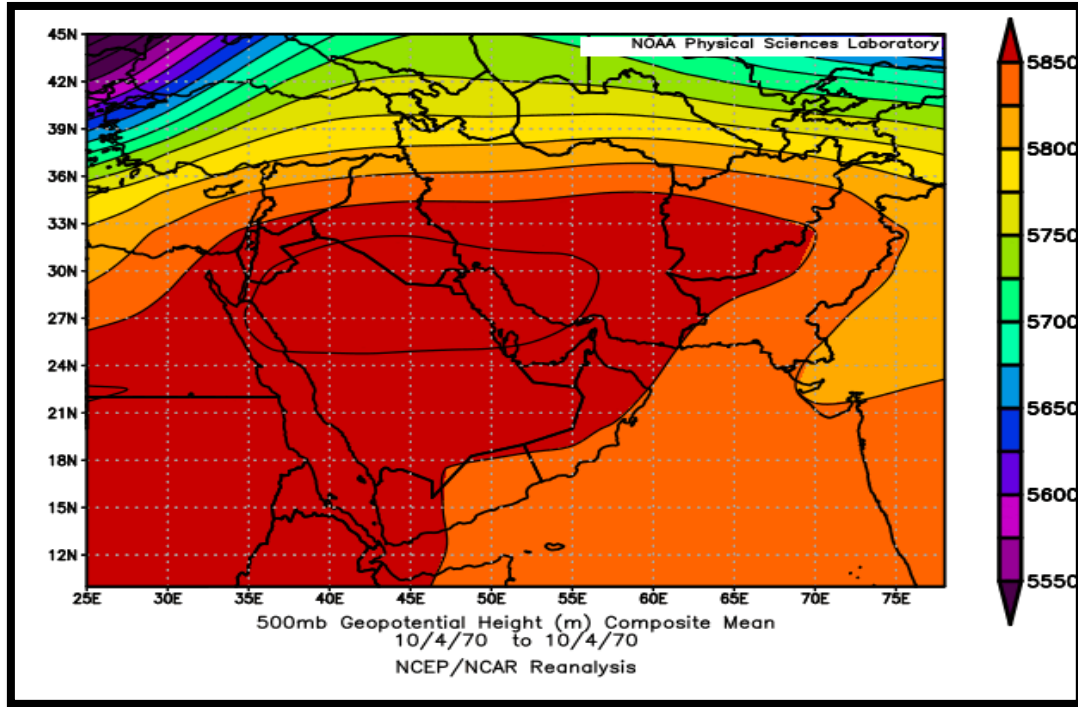 NOAA Physical Sciences Laboratory
45N
42N
39N
36N
33N
30N
27N
24N
21N
18N
15N
12N
25E 30E 35E 40E 45E 50E 55E 60E 65E 70E 75E
5850
5800
5750
5700
5650
5600
5550
500mb Geopotential Height (m) Composite Mean
10/4/70 to 10/4/70
NCEP/NCAR Reanalysis